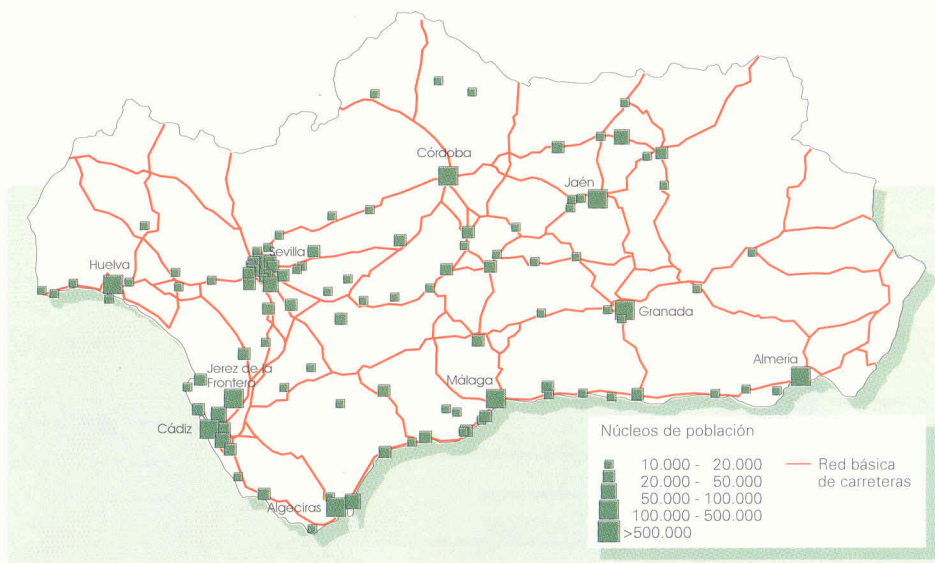 Córdoba
Jaén
Sevilla
Huelva
Granada
Almería
Jerez de la
Frontera
Málaga
Cádiz
Algeciras
Núcleos de población
10.000 - 20.000
20.000 - 50.000
50.000 - 100.000
100.000 - 500.000
>500.000
Red básica
de carreteras